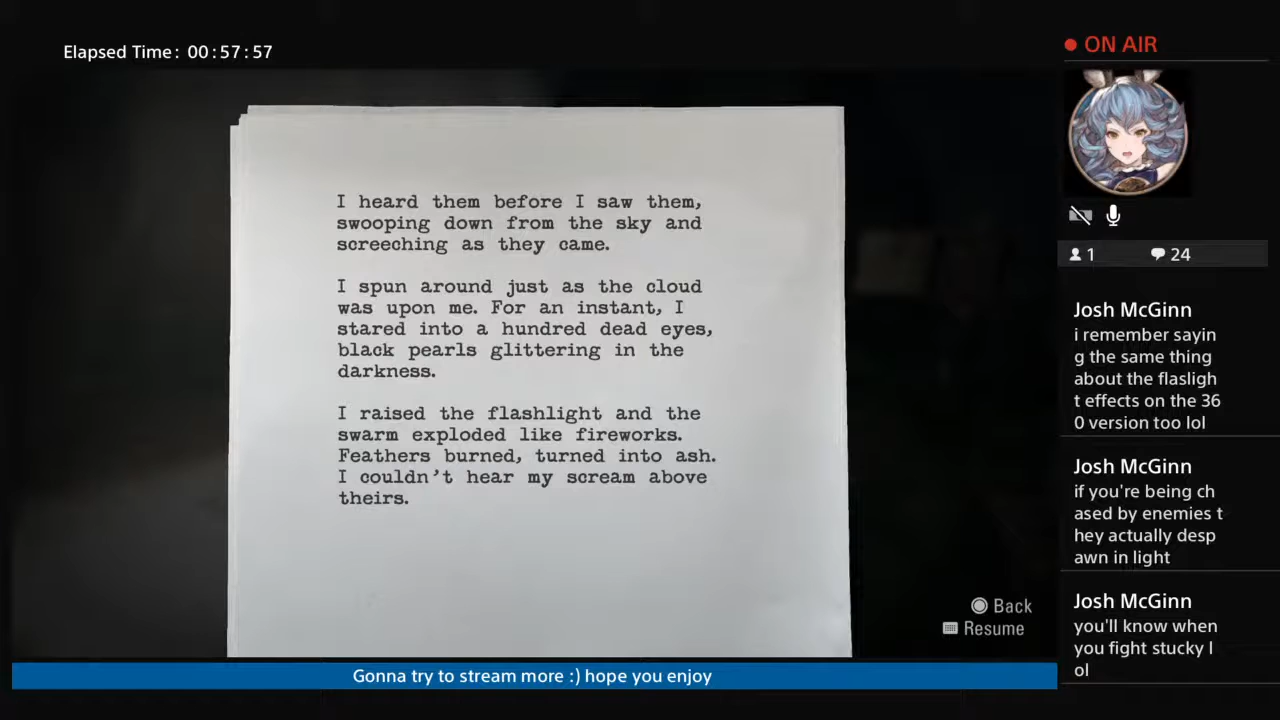 Elapsed Time: 00:57:57
I heard them before I saw them,
swooping down from the sky and
screeching as they came.
I spun around just as the cloud
was upon me. For an instant, I
stared into a hundred dead eyes,
black pearls glittering in the
darkness.
I raised the flashlight and the
swarm exploded like fireworks.
Feathers burned, turned into ash.
I couldn't hear my scream above
theirs.
Back
Resume
Gonna try to stream more :) hope you enjoy
ON AIR
1 24
Josh McGinn
i remember sayin
g the same thing
about the flasligh
t effects on the 36
0 version too lol
Josh McGinn
if you're being ch
ased by enemies t
hey actually desp
awn in light
Josh McGinn
you'll know when
you fight stucky l
ol